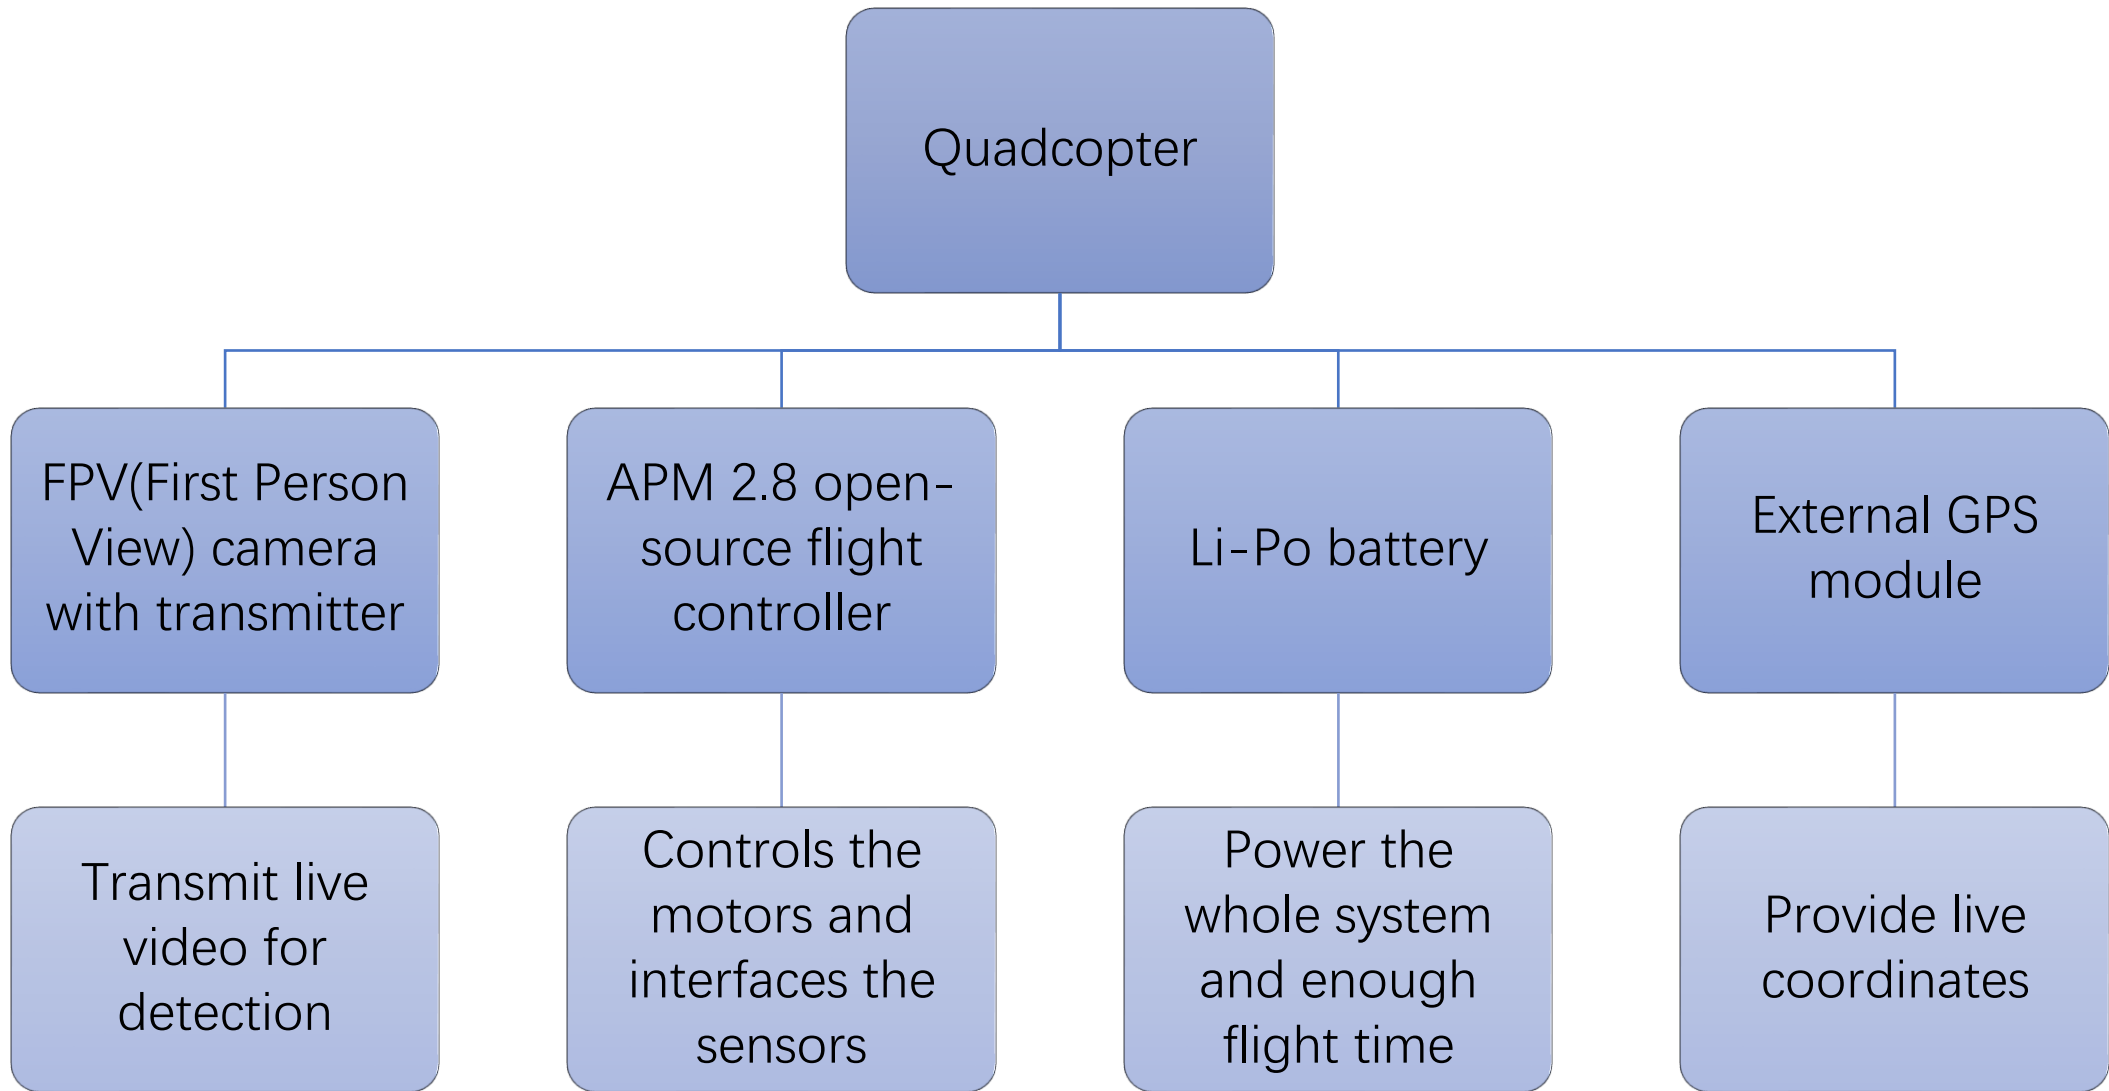 Quadcopter
FPV(First Person
View) camera
with transmitter
APM 2.8 open-
source flight
controller
Li-Po battery
External GPS
module
Transmit live
video for
detection
Controls the
motors and
interfaces the
sensors
Power the
whole system
and enough
flight time
Provide live
coordinates